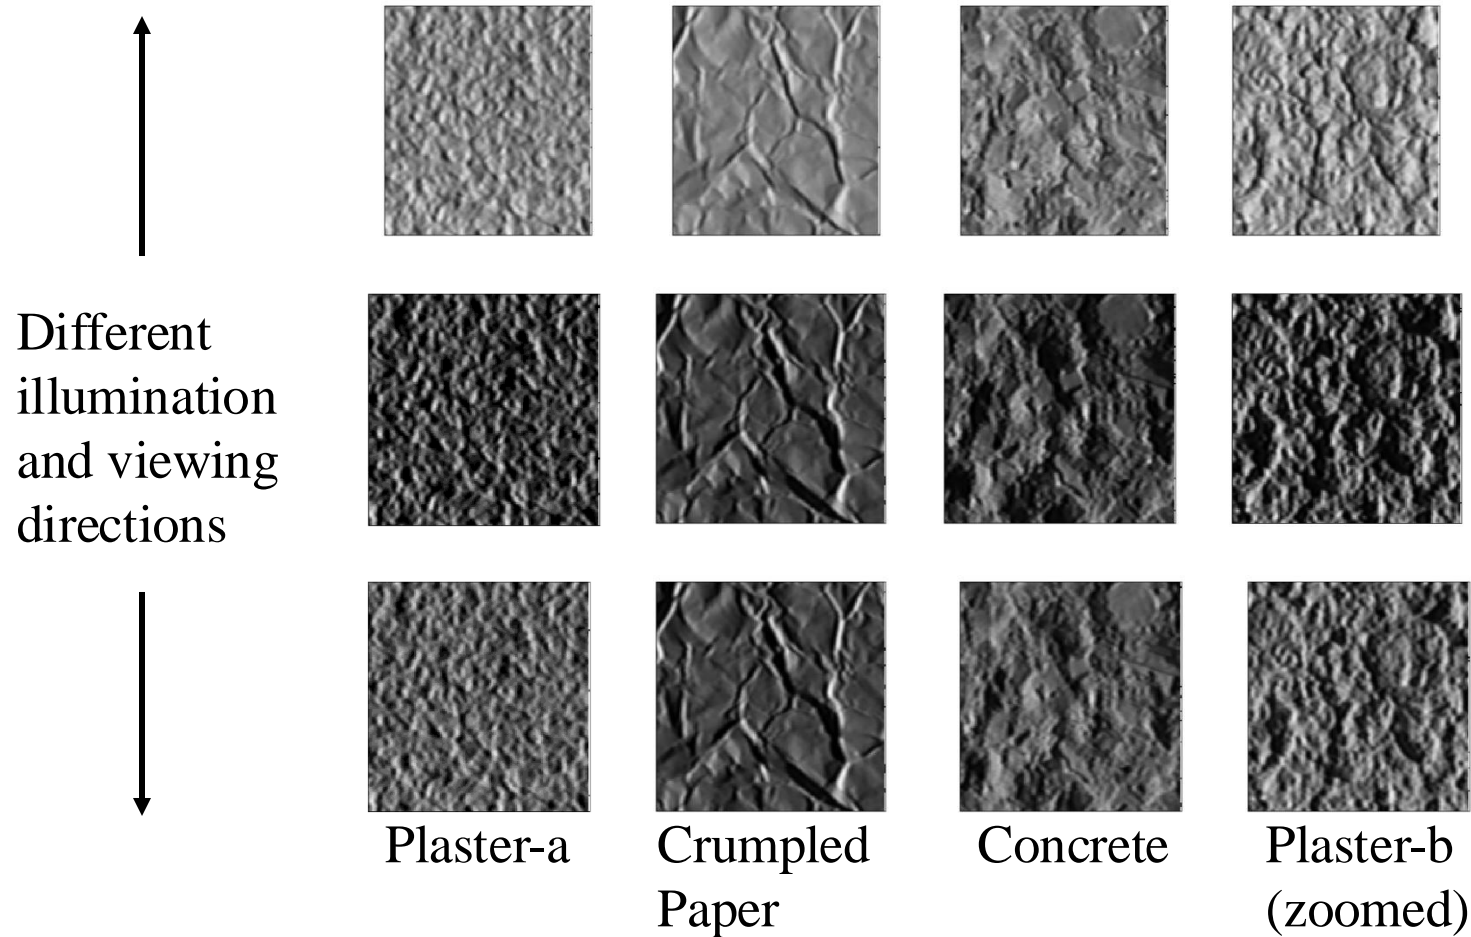 Different
illumination
and viewing
directions
Plaster-a
Crumpled
Paper
Concrete
Plaster-b
(zoomed)